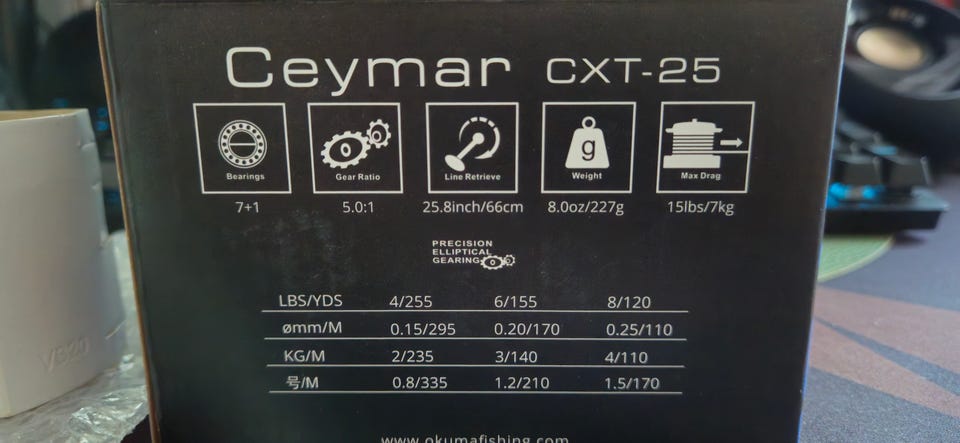 Ceymar CXT-25
Bearings Gear Ratio Line Retrieve Weight Max Drag
7+1 5.0:1 25.8inch/66cm 8.0oz/227g 15lbs/7kg
PRECISION
ELLIPTICAL
GEARING
LBS/YDS 4/255 6/155 8/120
ømm/M 0.15/295 0.20/170 0.25/110
KG/M 2/235 3/140 4/110
号/M 0.8/335 1.2/210 1.5/170
www.okumafishing.com
VS20
g